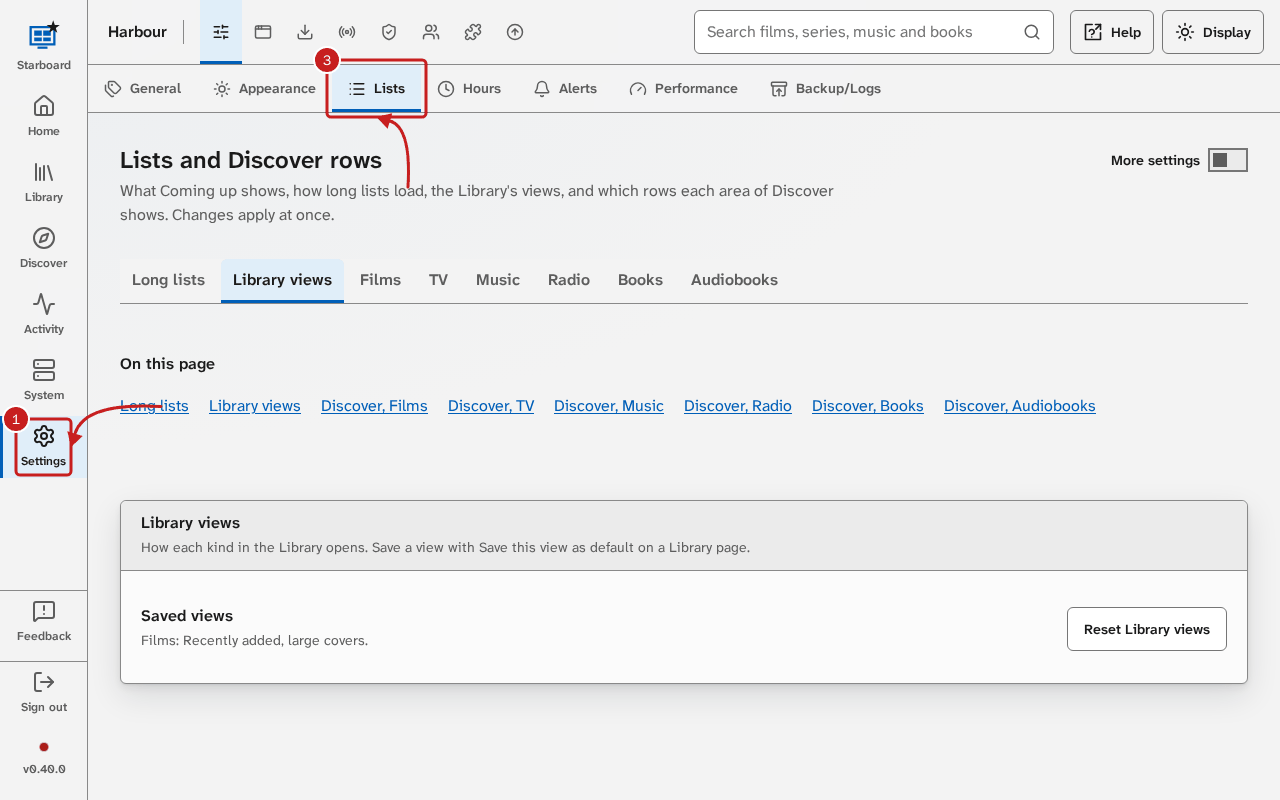 Starboard
Home
Library
Discover
Activity
System
1
Settings
Feedback
Sign out
v0.40.0
Harbour
Search films, series, music and books
Help
Display
3
General
Appearance
Lists
Hours
Alerts
Performance
Backup/Logs
Lists and Discover rows
More settings
What Coming up shows, how long lists load, the Library's views, and which rows each area of Discover
shows. Changes apply at once.
Long lists
Library views
Films
TV
Music
Radio
Books
Audiobooks
On this page
Long lists
Library views
Discover, Films
Discover, TV
Discover, Music
Discover, Radio
Discover, Books
Discover, Audiobooks
Library views
How each kind in the Library opens. Save a view with Save this view as default on a Library page.
Saved views
Films: Recently added, large covers.
Reset Library views